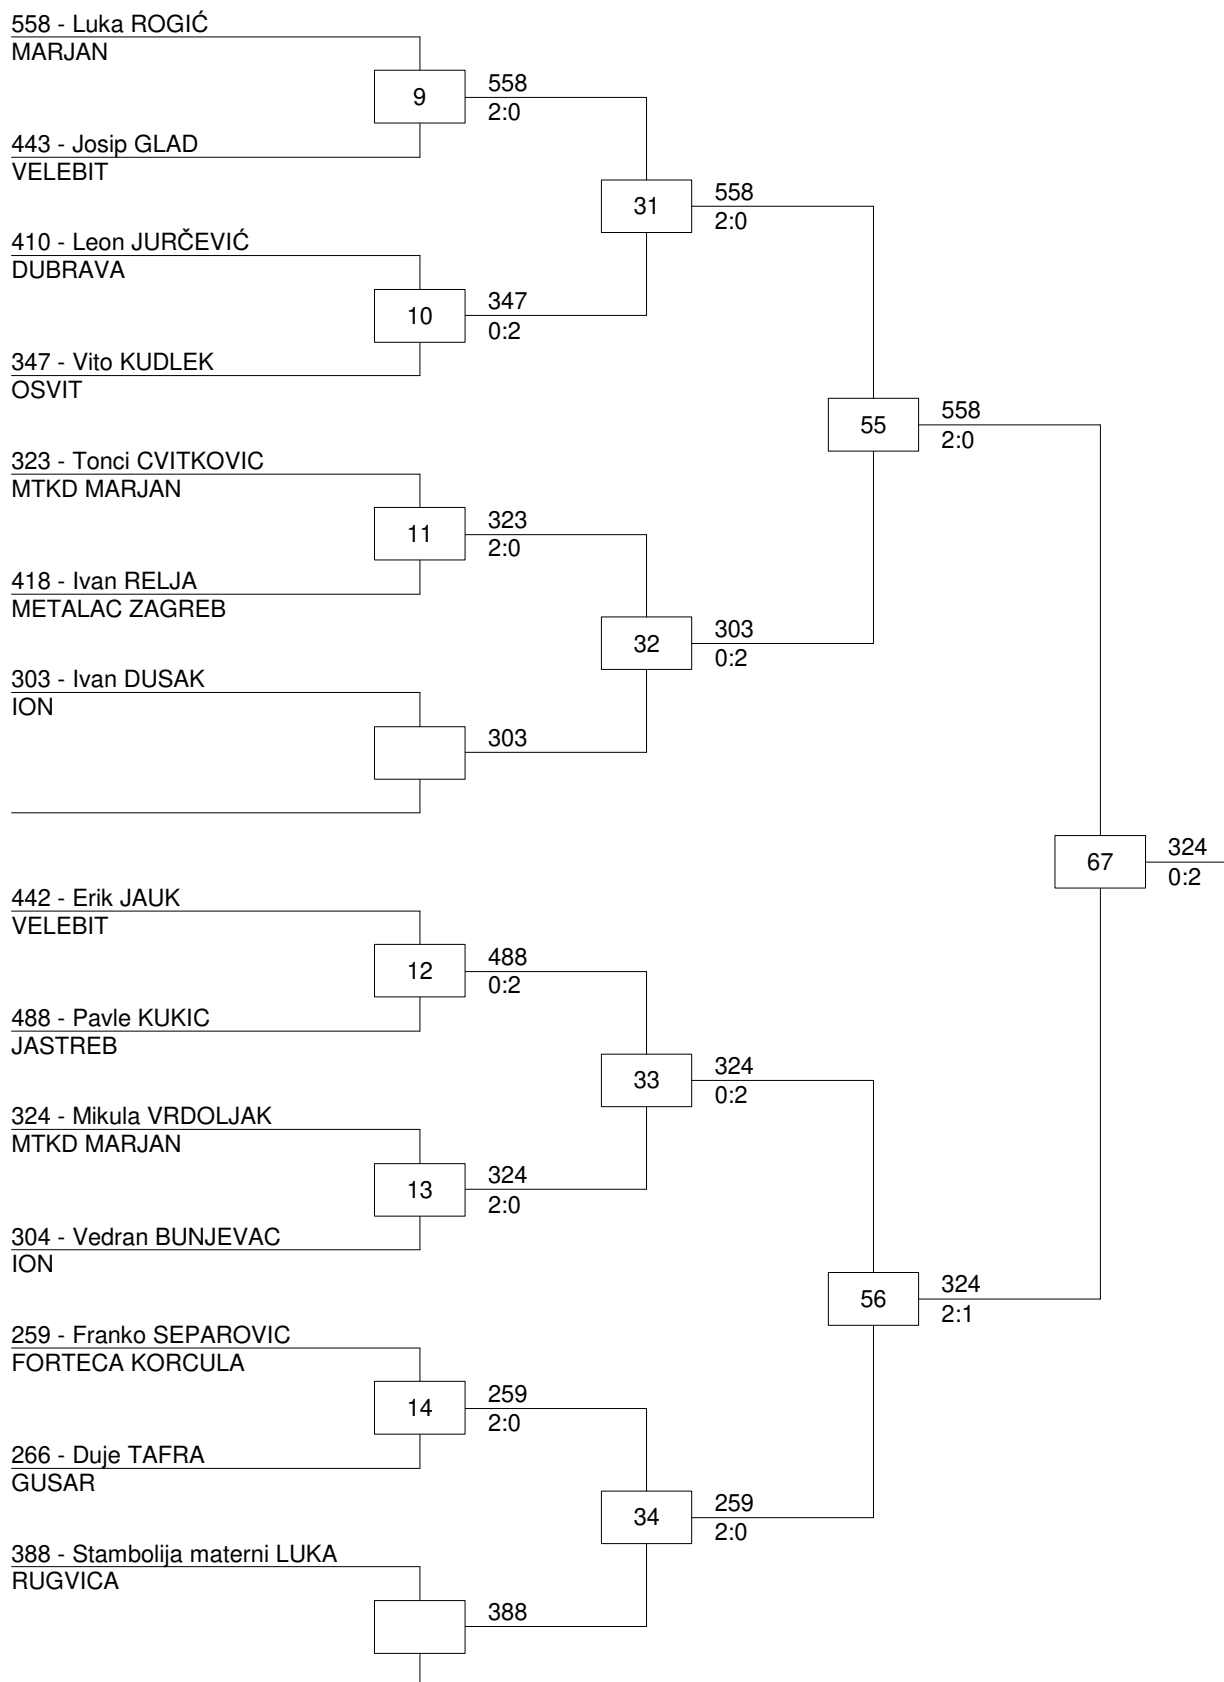 558 - Luka ROGIĆ
MARJAN
9
558
2:0
443 - Josip GLAD
VELEBIT
31
558
2:0
410 - Leon JURČEVIĆ
DUBRAVA
10
347
0:2
347 - Vito KUDLEK
OSVIT
55
558
2:0
323 - Tonci CVITKOVIC
MTKD MARJAN
11
323
2:0
418 - Ivan RELJA
METALAC ZAGREB
32
303
0:2
303 - Ivan DUSAK
ION
303
67
324
0:2
442 - Erik JAUK
VELEBIT
12
488
0:2
488 - Pavle KUKIC
JASTREB
33
324
0:2
324 - Mikula VRDOLJAK
MTKD MARJAN
13
324
2:0
304 - Vedran BUNJEVAC
ION
56
324
2:1
259 - Franko SEPAROVIC
FORTECA KORCULA
14
259
2:0
266 - Duje TAFRA
GUSAR
34
259
2:0
388 - Stambolija materni LUKA
RUGVICA
388